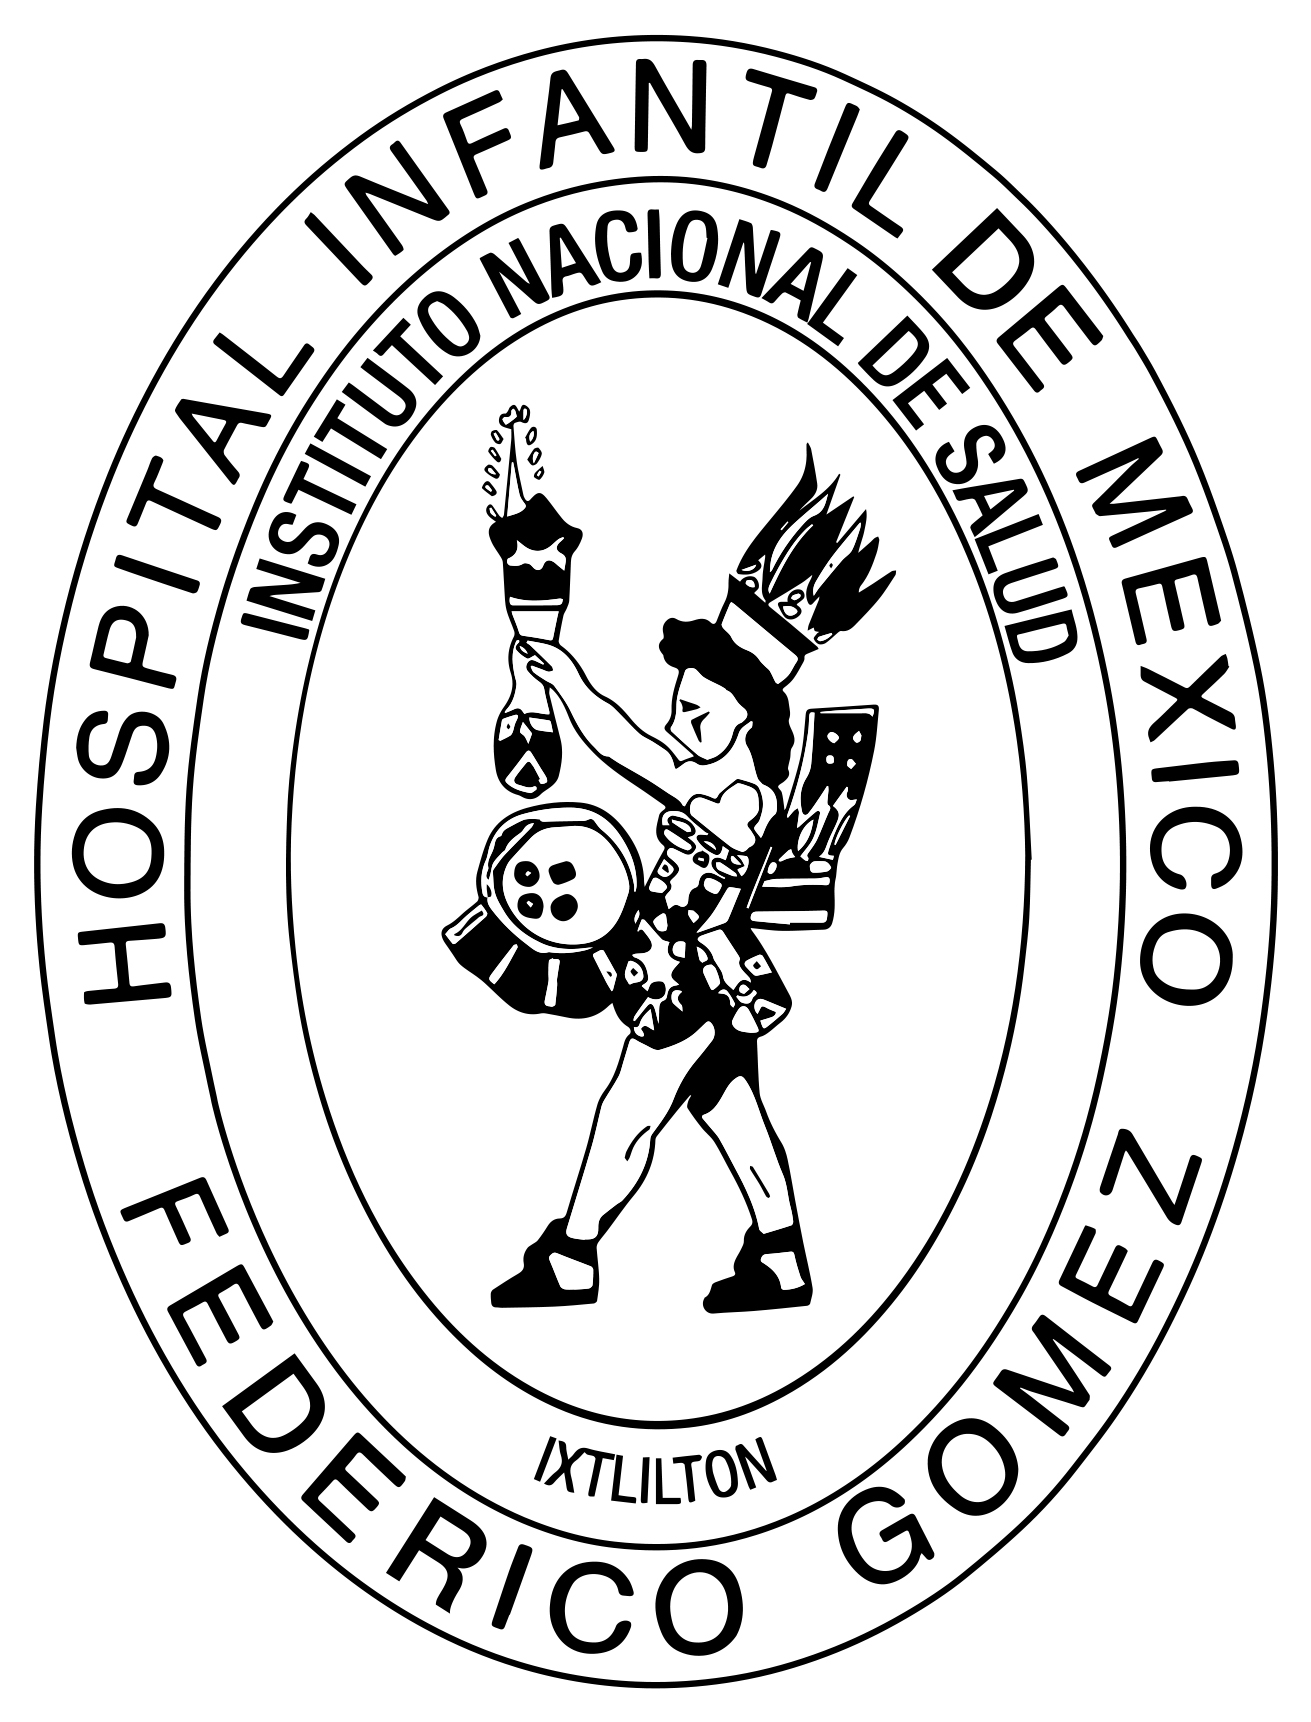 HOSPITAL INFANTIL DE MEXICO
INSTITUTO NACIONAL DE SALUD
IXTLILTON
FEDERICO GOMEZ